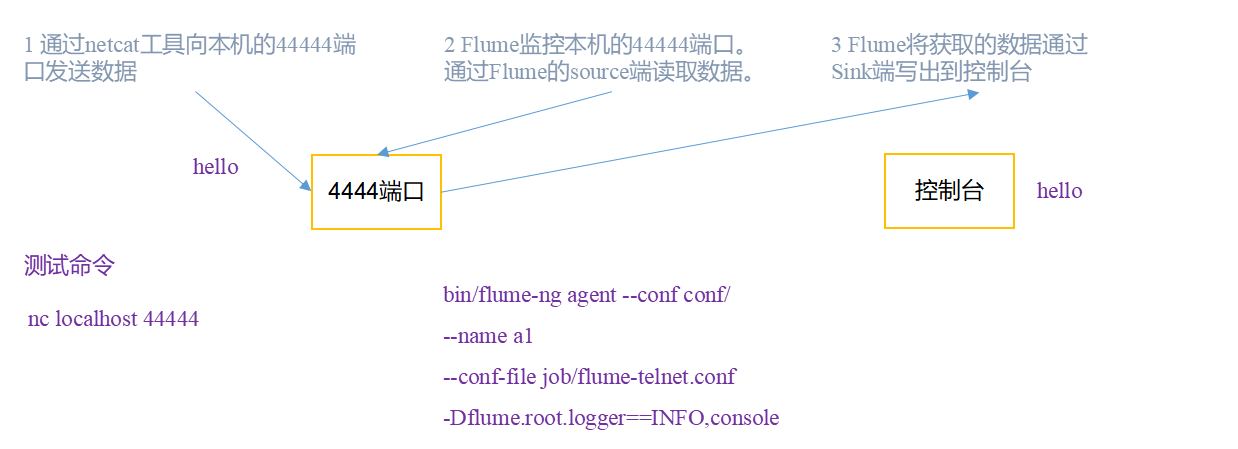 1 通过netcat工具向本机的44444端
口发送数据
2 Flume监控本机的44444端口。
通过Flume的source端读取数据。
3 Flume将获取的数据通过
Sink端写出到控制台
hello
4444端口
控制台
hello
测试命令
nc localhost 44444
bin/flume-ng agent --conf conf/
--name a1
--conf-file job/flume-telnet.conf
-Dflume.root.logger==INFO,console